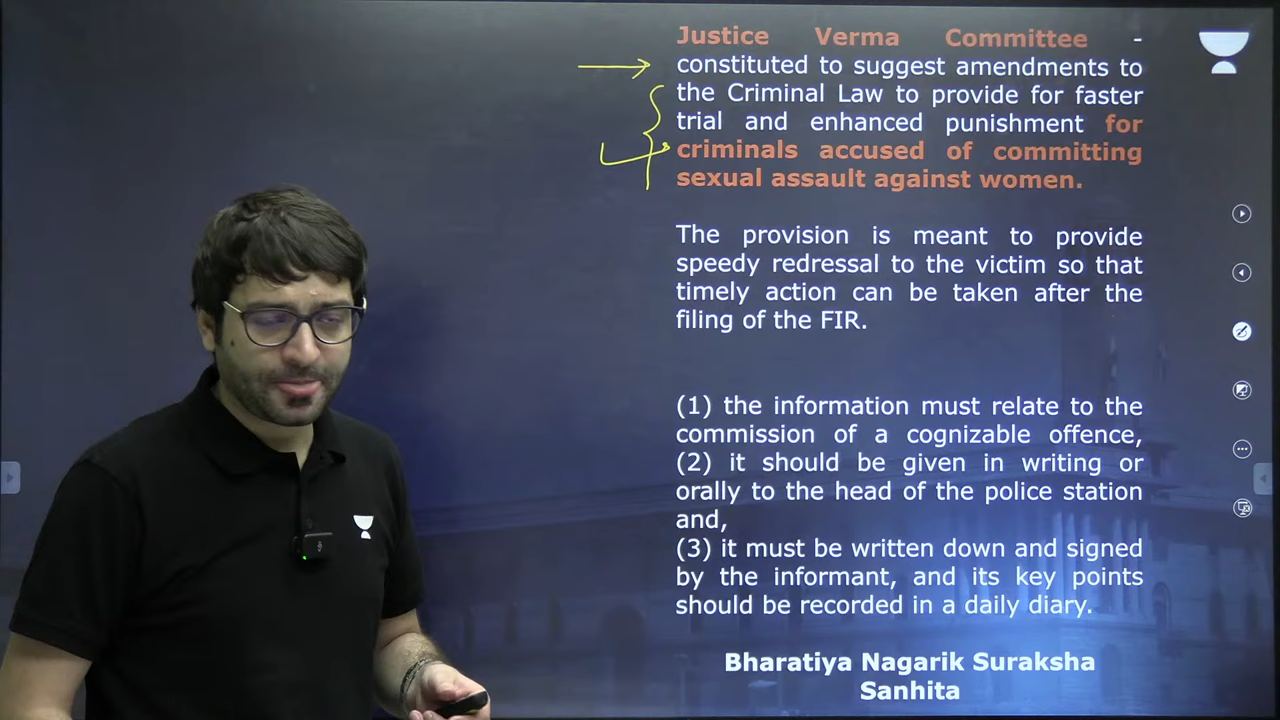 Justice Verma Committee -
constituted to suggest amendments to
the Criminal Law to provide for faster
trial and enhanced punishment for
criminals accused of committing
sexual assault against women.
The provision is meant to provide
speedy redressal to the victim so that
timely action can be taken after the
filing of the FIR.
(1) the information must relate to the
commission of a cognizable offence,
(2) it should be given in writing or
orally to the head of the police station
and,
(3) it must be written down and signed
by the informant, and its key points
should be recorded in a daily diary.
Bharatiya Nagarik Suraksha
Sanhita